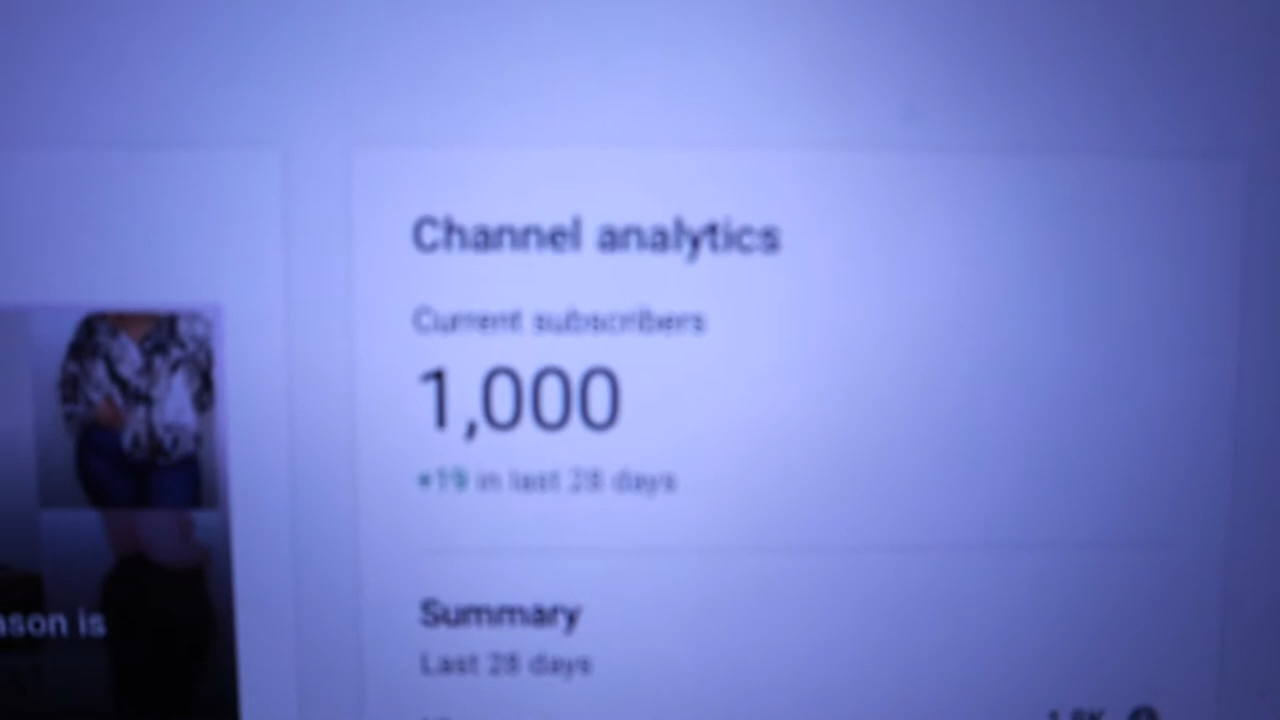 Channel analytics
Current subscribers
1,000
+19 in last 28 days
Summary
Last 28 days
ason is